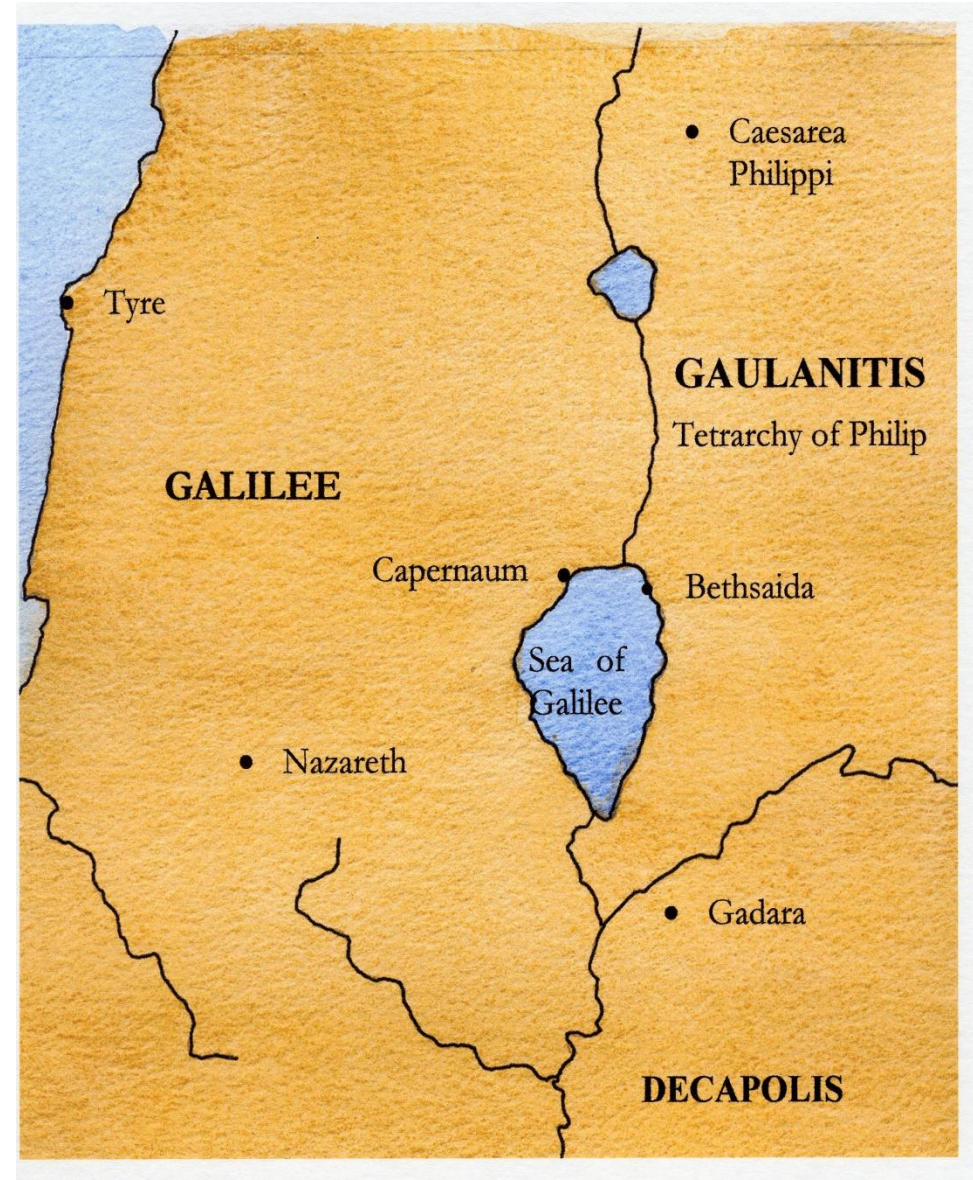 Caesarea
Philippi
Tyre
GAULANITIS
Tetrarchy of Philip
GALILEE
Capernaum
Bethsaida
Sea of
Galilee
Nazareth
Gadara
DECAPOLIS